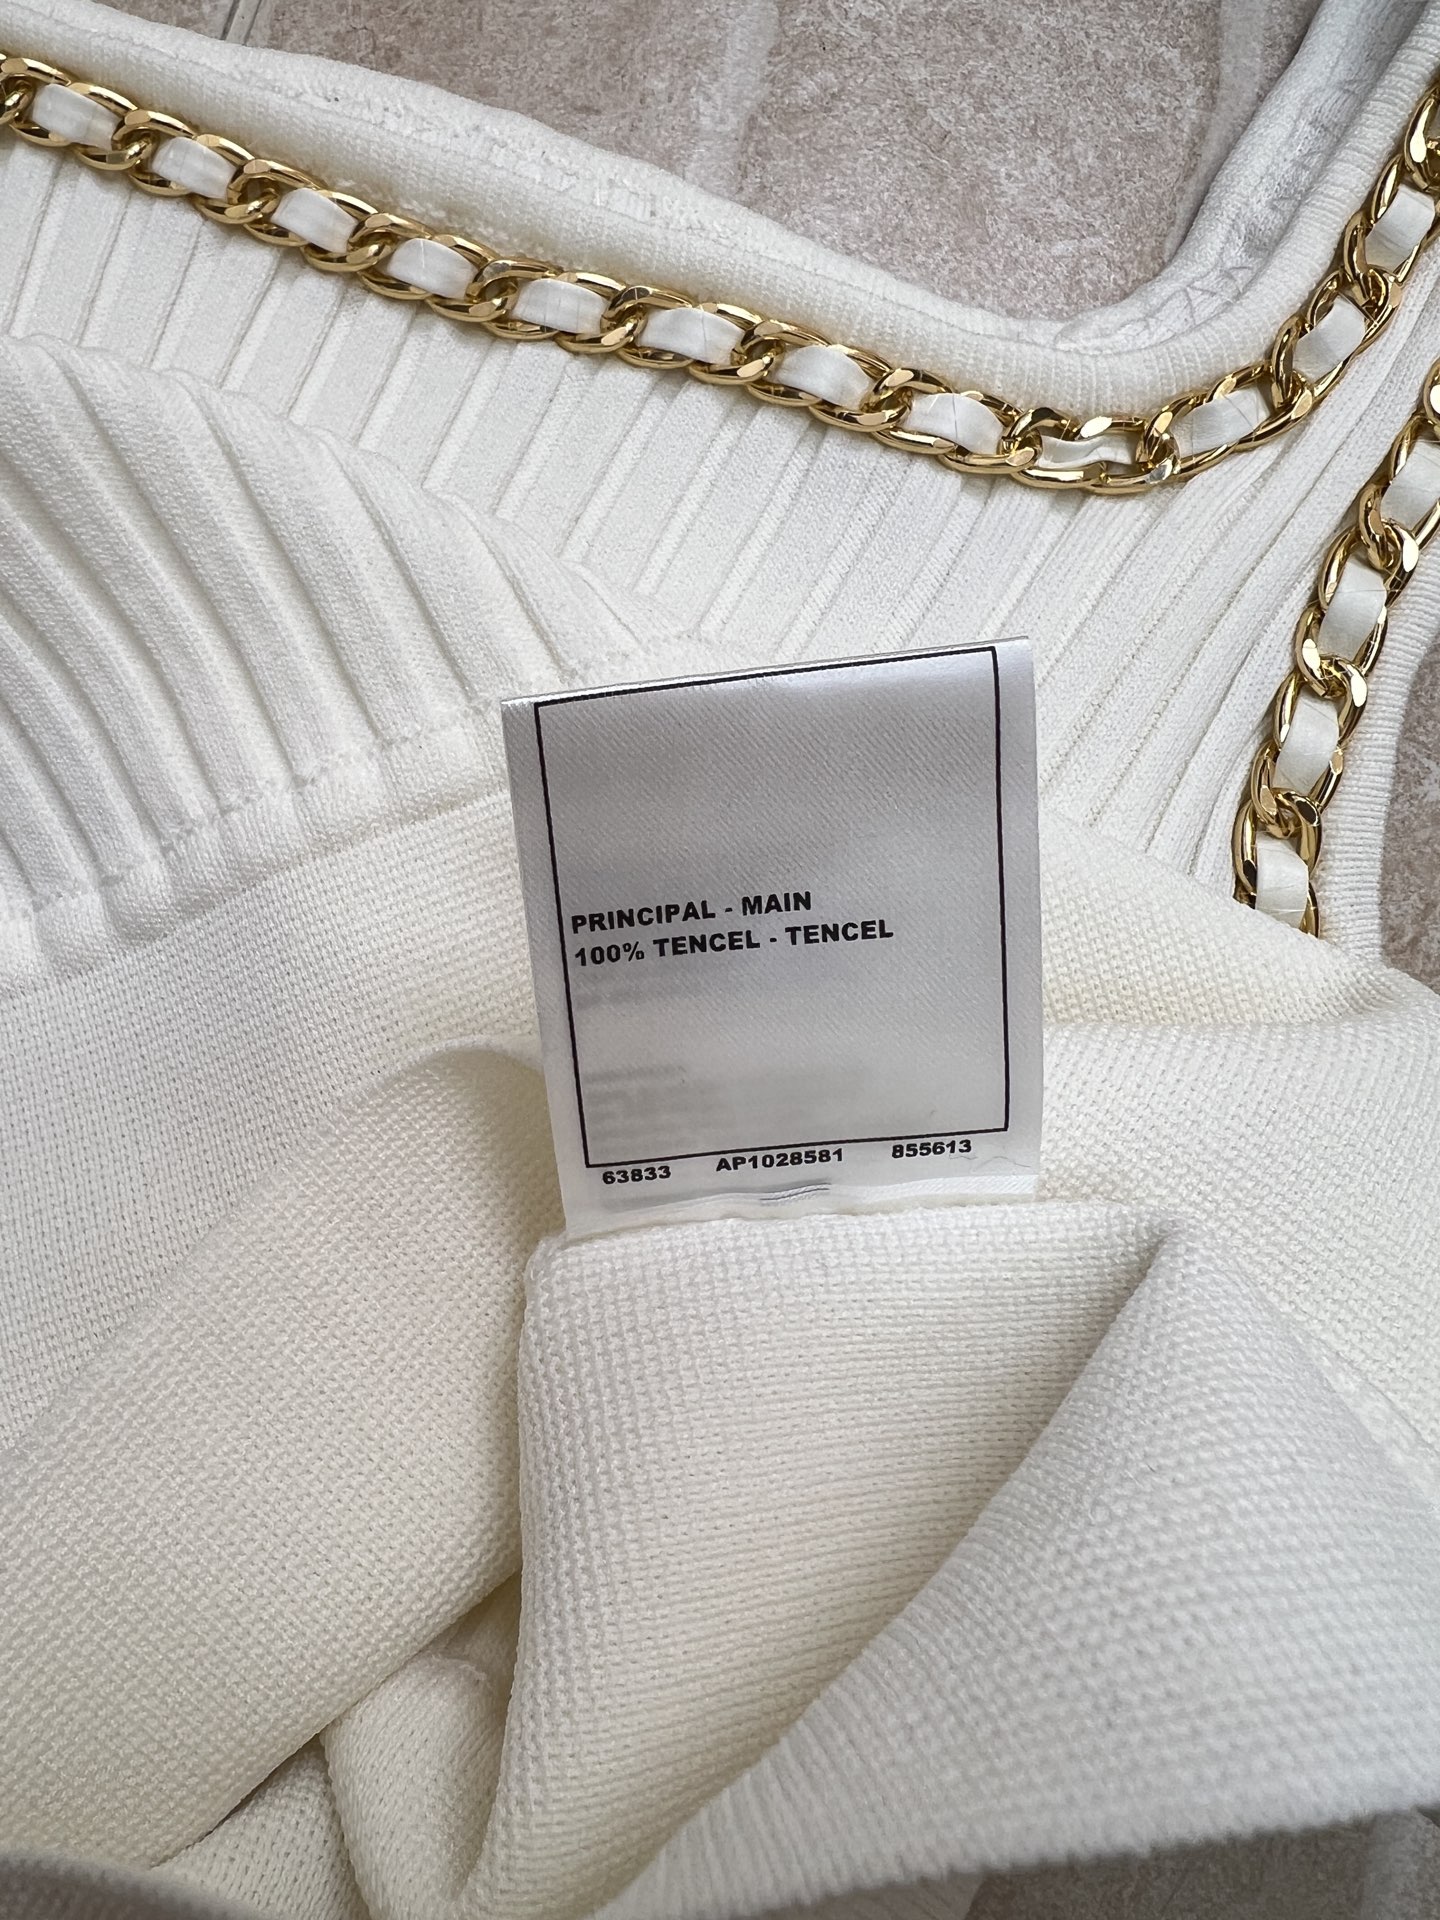 PRINCIPAL - MAIN
100% TENCEL - TENCEL
63833 AP1028581 855613